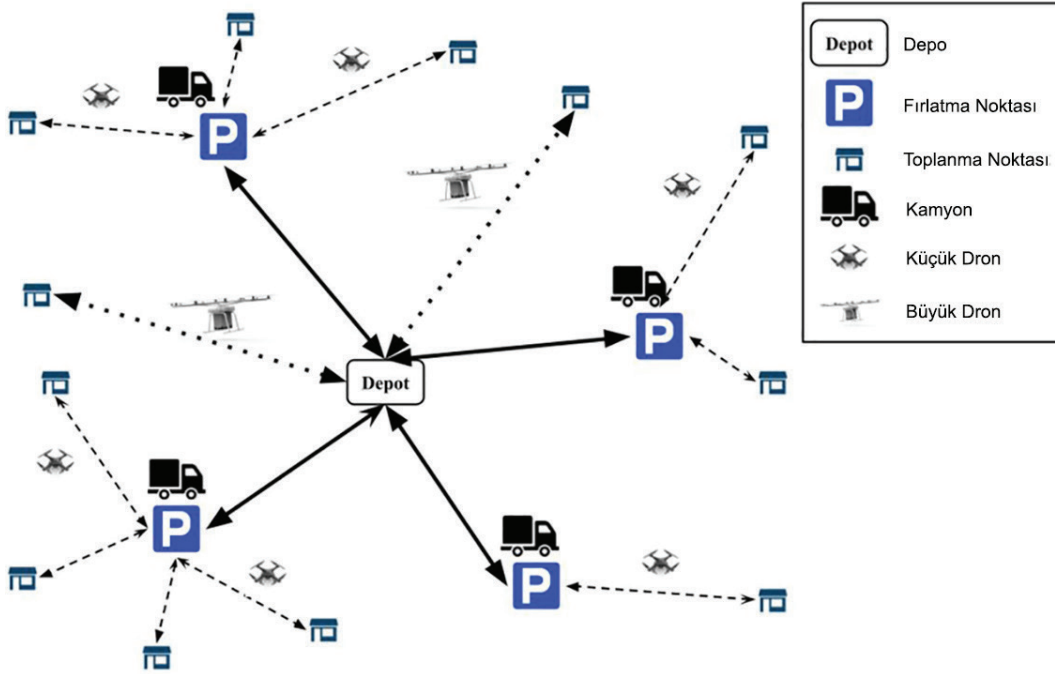 P
P
Depot
P
P
Depot Depo
P Fırlatma Noktası
Toplanma Noktası
Kamyon
Küçük Dron
Büyük Dron